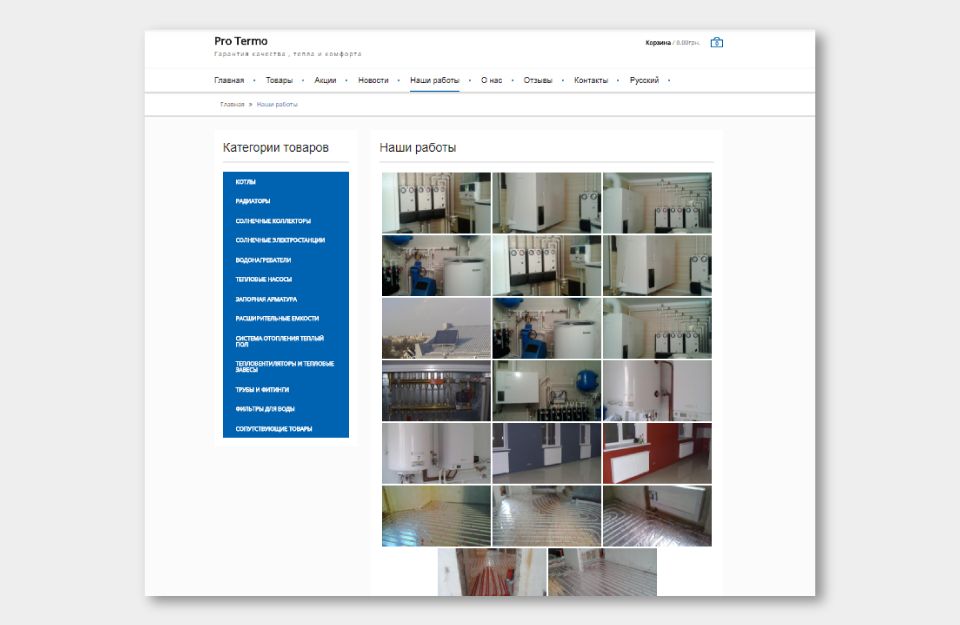 Pro Termo
Гарантия качества , тепла и комфорта
Корзина / 0.00грн.
0
Главная • Товары • Акции • Новости • Наши работы • О нас • Отзывы • Контакты • Русский •
Главная » Наши работы
Категории товаров
КОТЛЫ
РАДИАТОРЫ
СОЛНЕЧНЫЕ КОЛЛЕКТОРЫ
СОЛНЕЧНЫЕ ЭЛЕКТРОСТАНЦИИ
ВОДОНАГРЕВАТЕЛИ
ТЕПЛОВЫЕ НАСОСЫ
ЗАПОРНАЯ АРМАТУРА
РАСШИРИТЕЛЬНЫЕ ЕМКОСТИ
СИСТЕМА ОТОПЛЕНИЯ ТЕПЛЫЙ
ПОЛ
ТЕПЛОВЕНТИЛЯТОРЫ И ТЕПЛОВЫЕ
ЗАВЕСЫ
ТРУБЫ И ФИТИНГИ
ФИЛЬТРЫ ДЛЯ ВОДЫ
СОПУТСТВУЮЩИЕ ТОВАРЫ
Наши работы